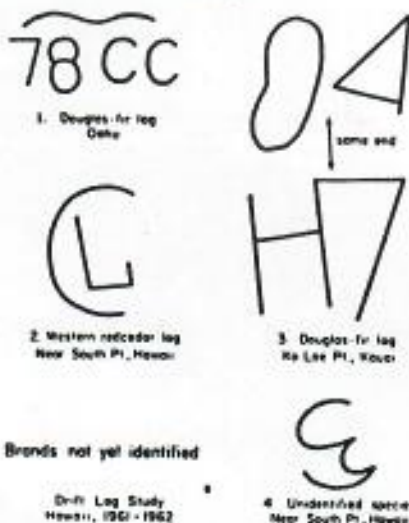 78 CC
1. Douglas-fir log
Oahu
same end
2. Western redcedar log
Near South Pt., Hawaii
H
3. Douglas-fir log
Ka Lae Pt., Kauai
Brands not yet identified
Drift Log Study
Hawaii, 1961-1962
4. Unidentified species
Near South Pt., Hawaii